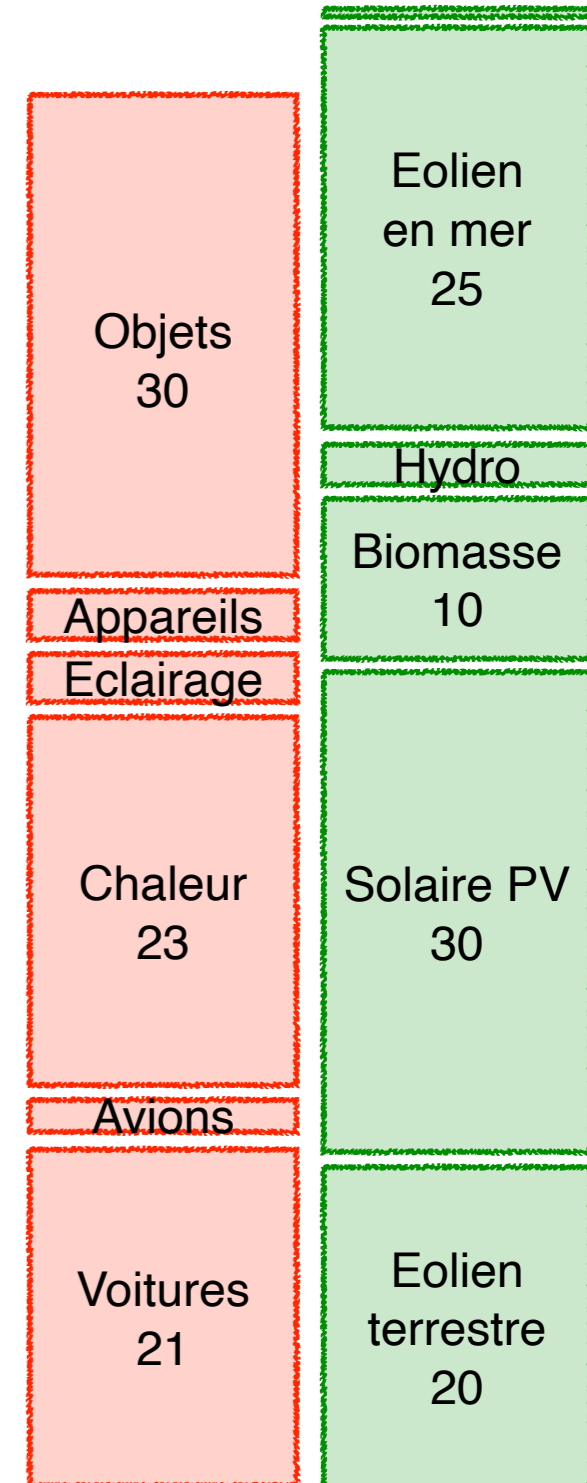 Objets
30
Appareils
Eclairage
Chaleur
23
Avions
Voitures
21
Eolien
en mer
25
Hydro
Biomasse
10
Solaire PV
30
Eolien
terrestre
20